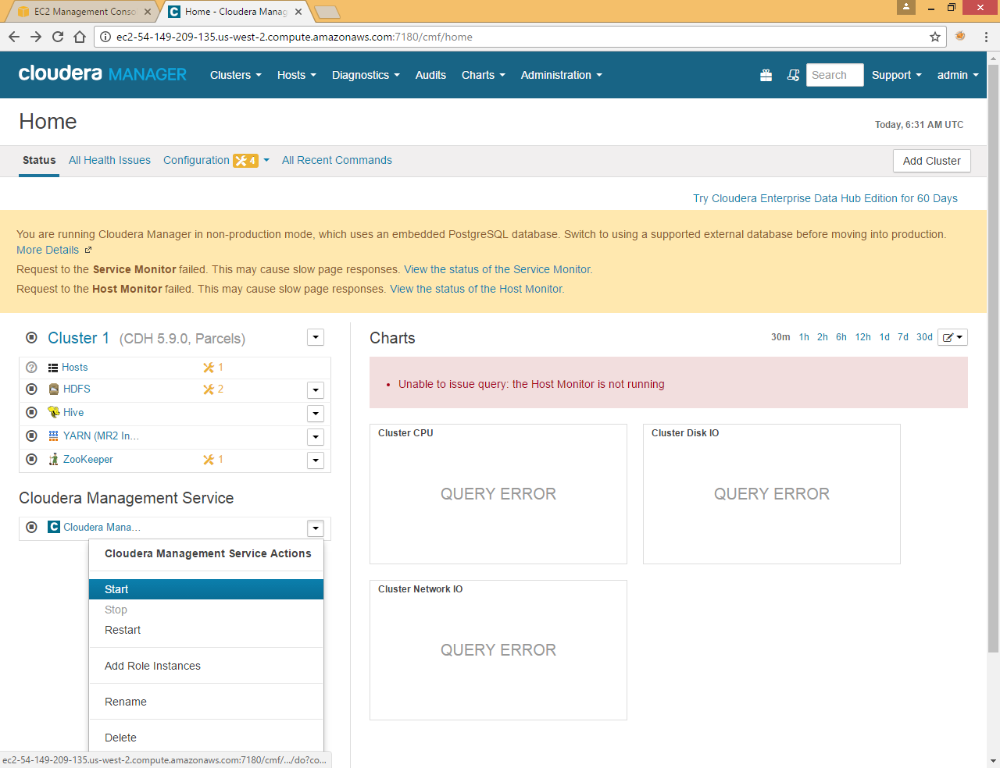 EC2 Management Conso
Home - Cloudera Manag
ec2-54-149-209-135.us-west-2.compute.amazonaws.com:7180/cmf/home
cloudera MANAGER Clusters Hosts Diagnostics Audits Charts Administration Search Support admin
Home
Today, 6:31 AM UTC
Status All Health Issues Configuration 4 All Recent Commands Add Cluster
Try Cloudera Enterprise Data Hub Edition for 60 Days
You are running Cloudera Manager in non-production mode, which uses an embedded PostgreSQL database. Switch to using a supported external database before moving into production.
More Details
Request to the Service Monitor failed. This may cause slow page responses. View the status of the Service Monitor.
Request to the Host Monitor failed. This may cause slow page responses. View the status of the Host Monitor.
Cluster 1 (CDH 5.9.0, Parcels)
Hosts 1
HDFS 2
Hive
YARN (MR2 In...
ZooKeeper 1
Cloudera Management Service
C Cloudera Mana...
Cloudera Management Service Actions
Start
Stop
Restart
Add Role Instances
Rename
Delete
Charts
30m 1h 2h 6h 12h 1d 7d 30d
Unable to issue query: the Host Monitor is not running
Cluster CPU
QUERY ERROR
Cluster Disk IO
QUERY ERROR
Cluster Network IO
QUERY ERROR
ec2-54-149-209-135.us-west-2.compute.amazonaws.com:7180/cmf/.../do?co...